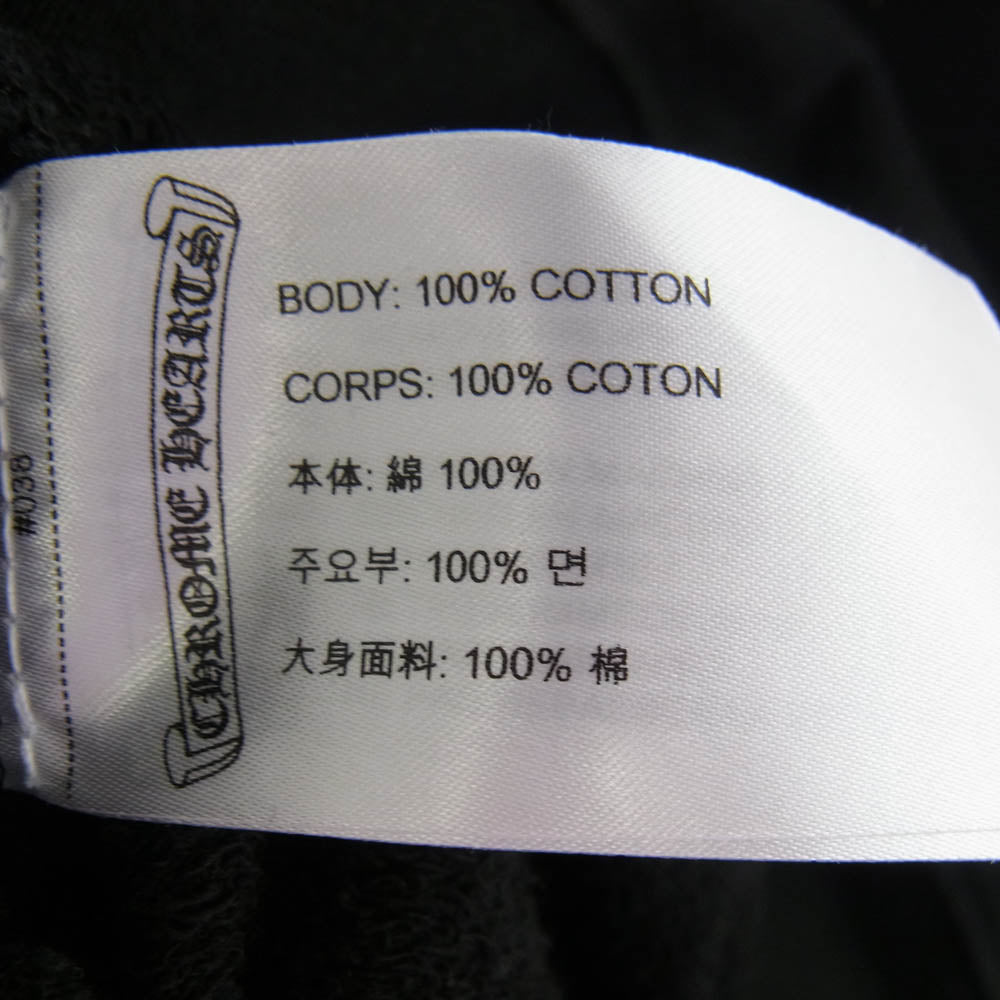 #038
CHROME HEARTS
BODY: 100% COTTON
CORPS: 100% COTON
本体: 綿 100%
주요부: 100% 면
大身面料: 100% 棉